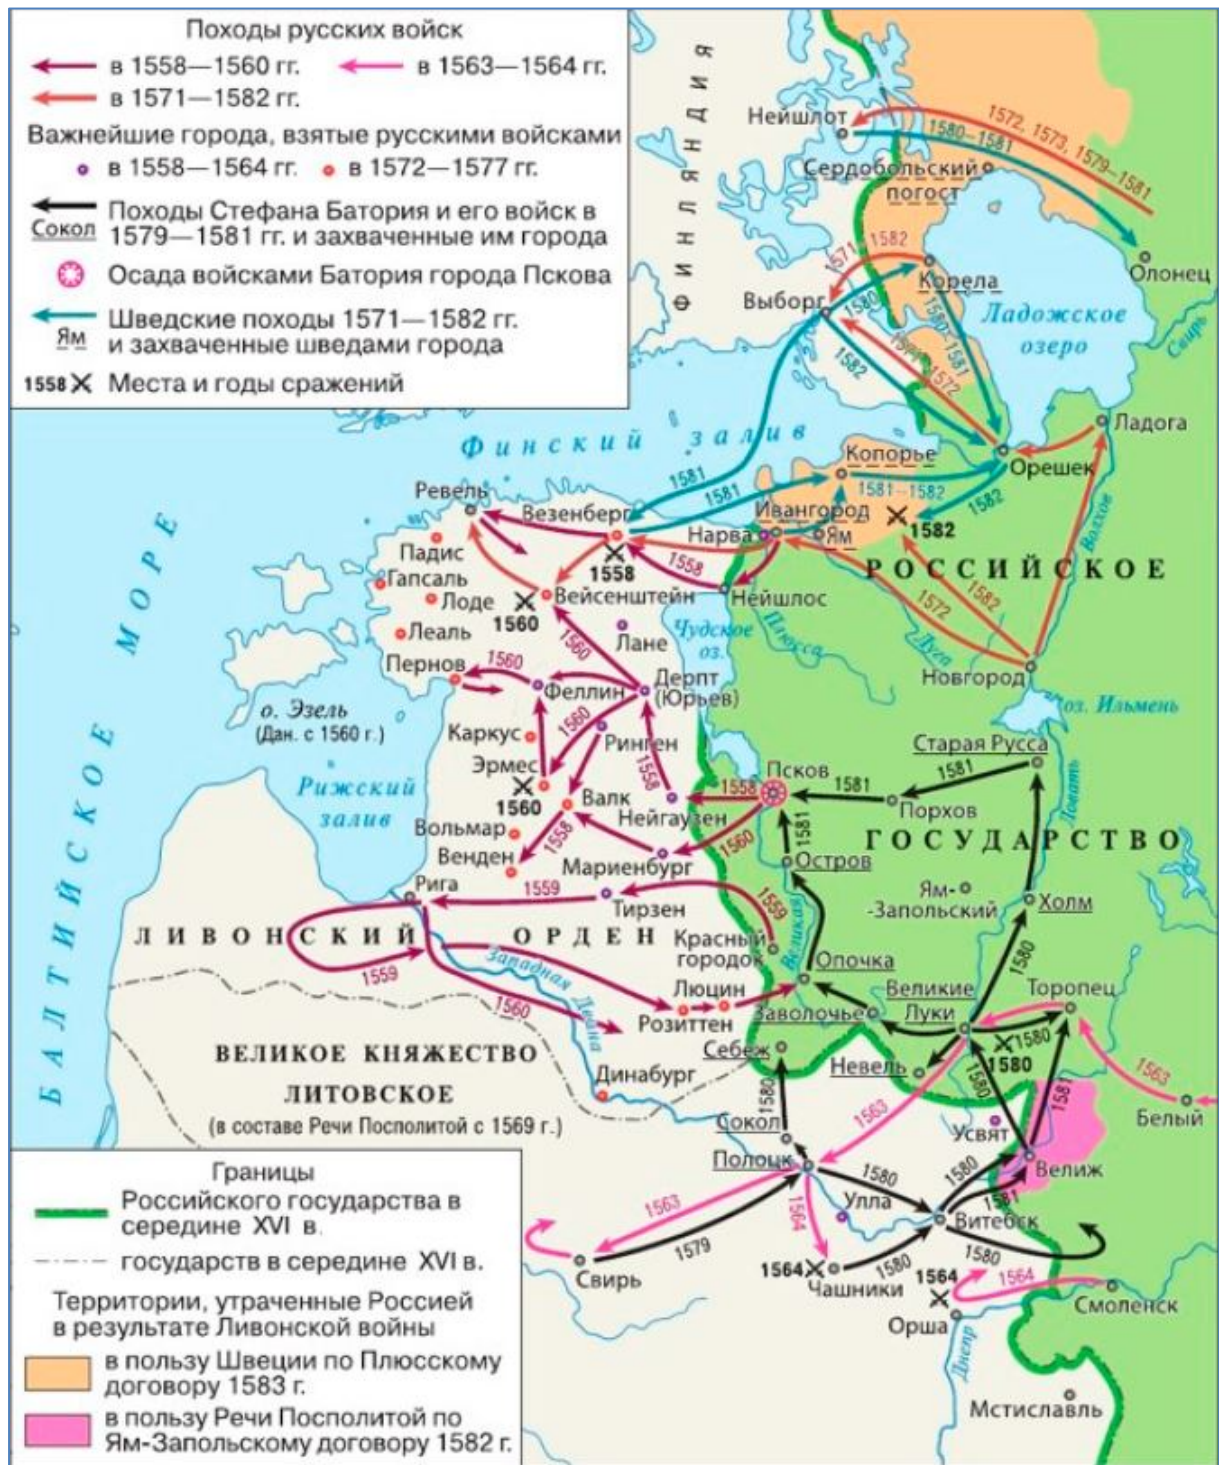 Походы русских войск
в 1558—1560 гг.
в 1563—1564 гг.
в 1571—1582 гг.
Важнейшие города, взятые русскими войсками
в 1558—1564 гг.
в 1572—1577 гг.
Сокол
Походы Стефана Батория и его войск в
1579—1581 гг. и захваченные им города
Осада войсками Батория города Пскова
Ям
Шведские походы 1571—1582 гг.
и захваченные шведами города
1558
Места и годы сражений
ФИНЛЯНДИЯ
Нейшлот
1572, 1573, 1579–1581
1580–1581
Сердобольский
погост
Олонец
1571
1582
Корела
Выборг
1580
1580–1581
Ладожское
озеро
Свирь
1572
1582
Финский залив
Ладога
Копорье
Орешек
1581
1581
1581–1582
1582
Ревель
Везенберг
Ивангород
Нарва
Ям
1582
Волхов
Падис
1558
1558
РОССИЙСКОЕ
Гапсаль
Лоде
Вейсенштейн
1560
Нейшлос
1572
1582
Леаль
Лане
Чудское
оз.
Плюсса
Луга
Пернов
1560
1560
Феллин
Дерпт
(Юрьев)
Новгород
оз. Ильмень
БАЛТИЙСКОЕ МОРЕ
о. Эзель
(Дан. с 1560 г.)
Каркус
1560
Ринген
Старая Русса
Эрмес
1560
1558
Псков
1581
1581
Порхов
Ловать
Рижский
залив
Валк
Нейгаузен
1558
Вольмар
1558
1560
1581
ГОСУДАРСТВО
Венден
Мариенбург
Остров
Рига
1559
Тирзен
1559
Великая
Ям-
-Запольский
Холм
ЛИВОНСКИЙ ОРДЕН
Красный
городок
1580
1559
Западная Двина
Опочка
1560
Люцин
Розиттен
Заволочье
Великие
Луки
Торопец
1580
1580
ВЕЛИКОЕ КНЯЖЕСТВО
ЛИТОВСКОЕ
(в составе Речи Посполитой с 1569 г.)
Динабург
Себеж
Невель
1580
1581
1563
Белый
1580
1563
Сокол
Усвят
Полоцк
1580
1580
Велиж
1581
1563
1564
Улла
Витебск
1579
1580
1580
Свирь
1564
Чашники
1564
1564
Смоленск
Орша
Днепр
Мстиславль
Границы
Российского государства в
середине XVI в.
государств в середине XVI в.
Территории, утраченные Россией
в результате Ливонской войны
в пользу Швеции по Плюсскому
договору 1583 г.
в пользу Речи Посполитой по
Ям-Запольскому договору 1582 г.